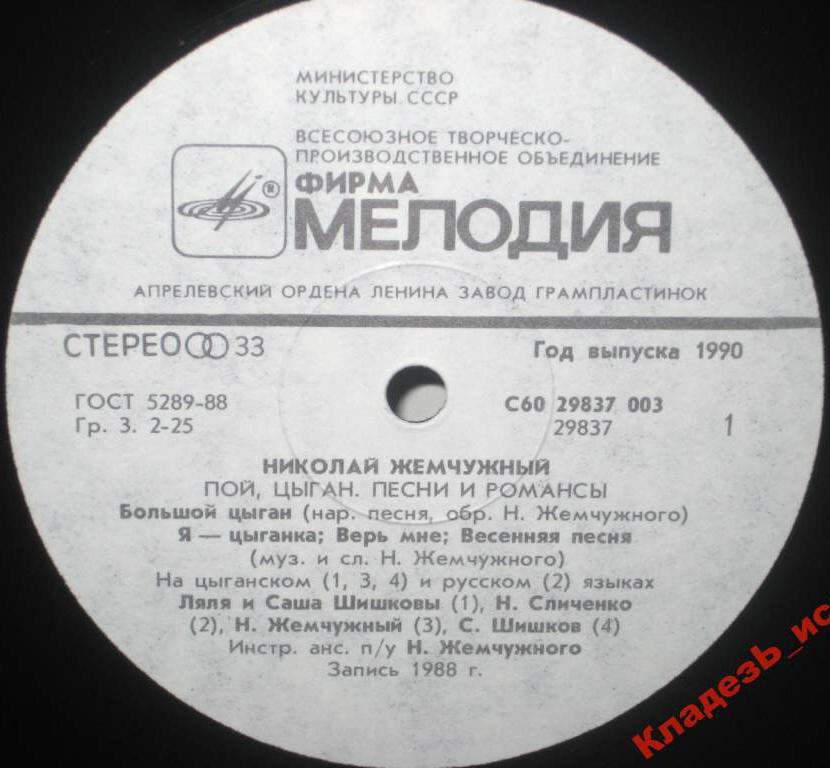 МИНИСТЕРСТВО
КУЛЬТУРЫ СССР
ВСЕСОЮЗНОЕ ТВОРЧЕСКО-
ПРОИЗВОДСТВЕННОЕ ОБЪЕДИНЕНИЕ
ФИРМА
®
МЕЛОДИЯ
АПРЕЛЕВСКИЙ ОРДЕНА ЛЕНИНА ЗАВОД ГРАМПЛАСТИНОК
СТЕРЕО 33
Год выпуска 1990
ГОСТ 5289-88
Гр. 3. 2-25
С60 29837 003
29837 1
НИКОЛАЙ ЖЕМЧУЖНЫЙ
ПОЙ, ЦЫГАН. ПЕСНИ И РОМАНСЫ
Большой цыган (нар. песня, обр. Н. Жемчужного)
Я — цыганка; Верь мне; Весенняя песня
(муз. и сл. Н. Жемчужного)
На цыганском (1, 3, 4) и русском (2) языках
Ляля и Саша Шишковы (1), Н. Сличенко
(2), Н. Жемчужный (3), С. Шишков (4)
Инстр. анс. п/у Н. Жемчужного
Запись 1988 г.
Кладезь_ис